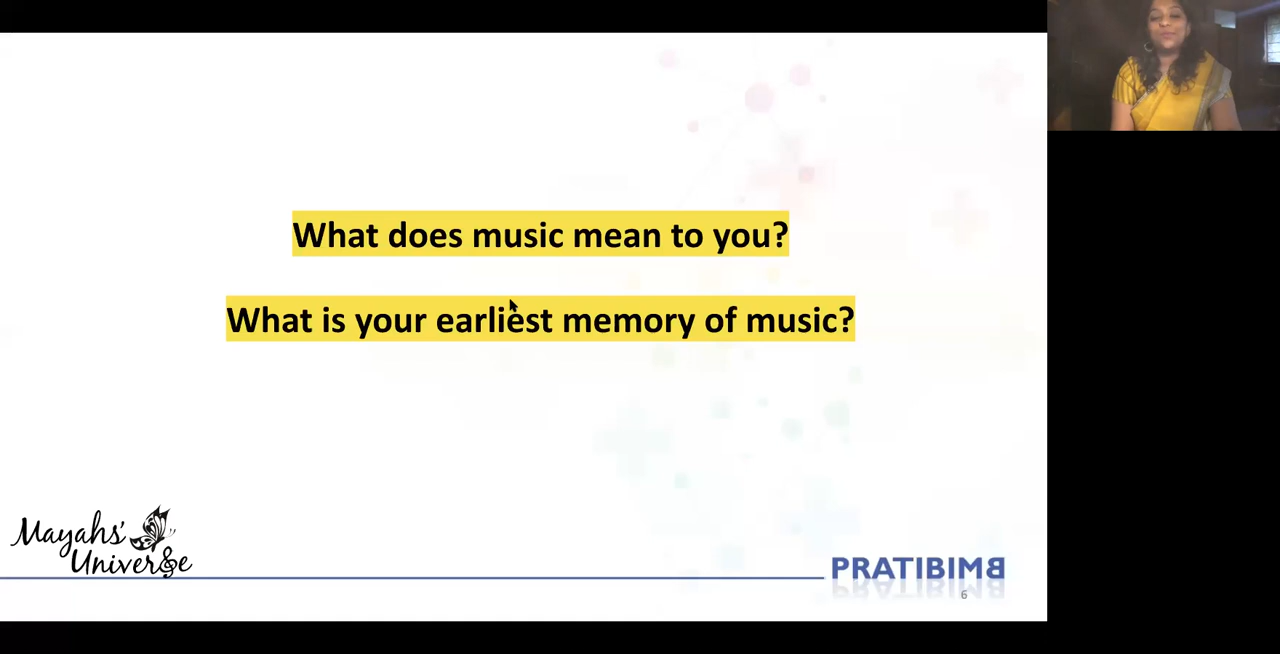 What does music mean to you?
What is your earliest memory of music?
Mayahs'
Universe
PRATIBIMB
6